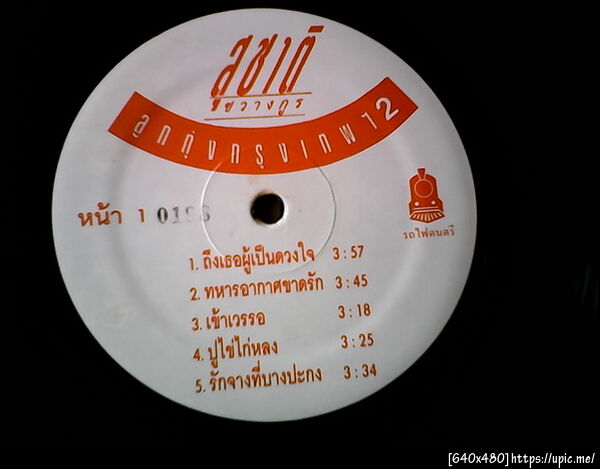 สุชาติ
ชวางกูร
ลูกทุ่งกรุงเทพฯ 2
หน้า 1 0196
รถไฟดนตรี
1. ถึงเธอผู้เป็นดวงใจ 3:57
2. ทหารอากาศขาดรัก 3:45
3. เข้าเวรรอ 3:18
4. ปูไข่ไก่หลง 3:25
5. รักจางที่บางปะกง 3:34
[640x480]https://upic.me/